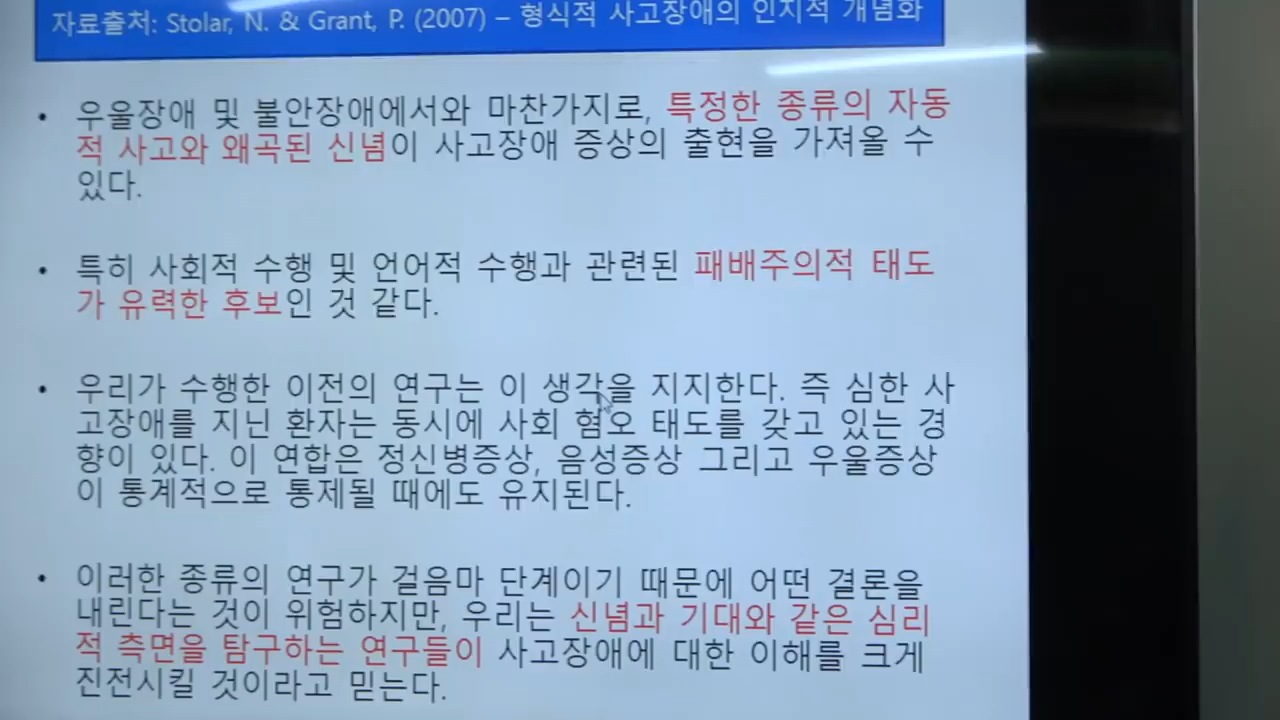 자료출처: Stolar, N. & Grant, P. (2007) – 형식적 사고장애의 인지적 개념화
• 우울장애 및 불안장애에서와 마찬가지로, 특정한 종류의 자동
적 사고와 왜곡된 신념이 사고장애 증상의 출현을 가져올 수
있다.
• 특히 사회적 수행 및 언어적 수행과 관련된 패배주의적 태도
가 유력한 후보인 것 같다.
• 우리가 수행한 이전의 연구는 이 생각을 지지한다. 즉 심한 사
고장애를 지닌 환자는 동시에 사회 혐오 태도를 갖고 있는 경
향이 있다. 이 연합은 정신병증상, 음성증상 그리고 우울증상
이 통계적으로 통제될 때에도 유지된다.
• 이러한 종류의 연구가 걸음마 단계이기 때문에 어떤 결론을
내린다는 것이 위험하지만, 우리는 신념과 기대와 같은 심리
적 측면을 탐구하는 연구들이 사고장애에 대한 이해를 크게
진전시킬 것이라고 믿는다.